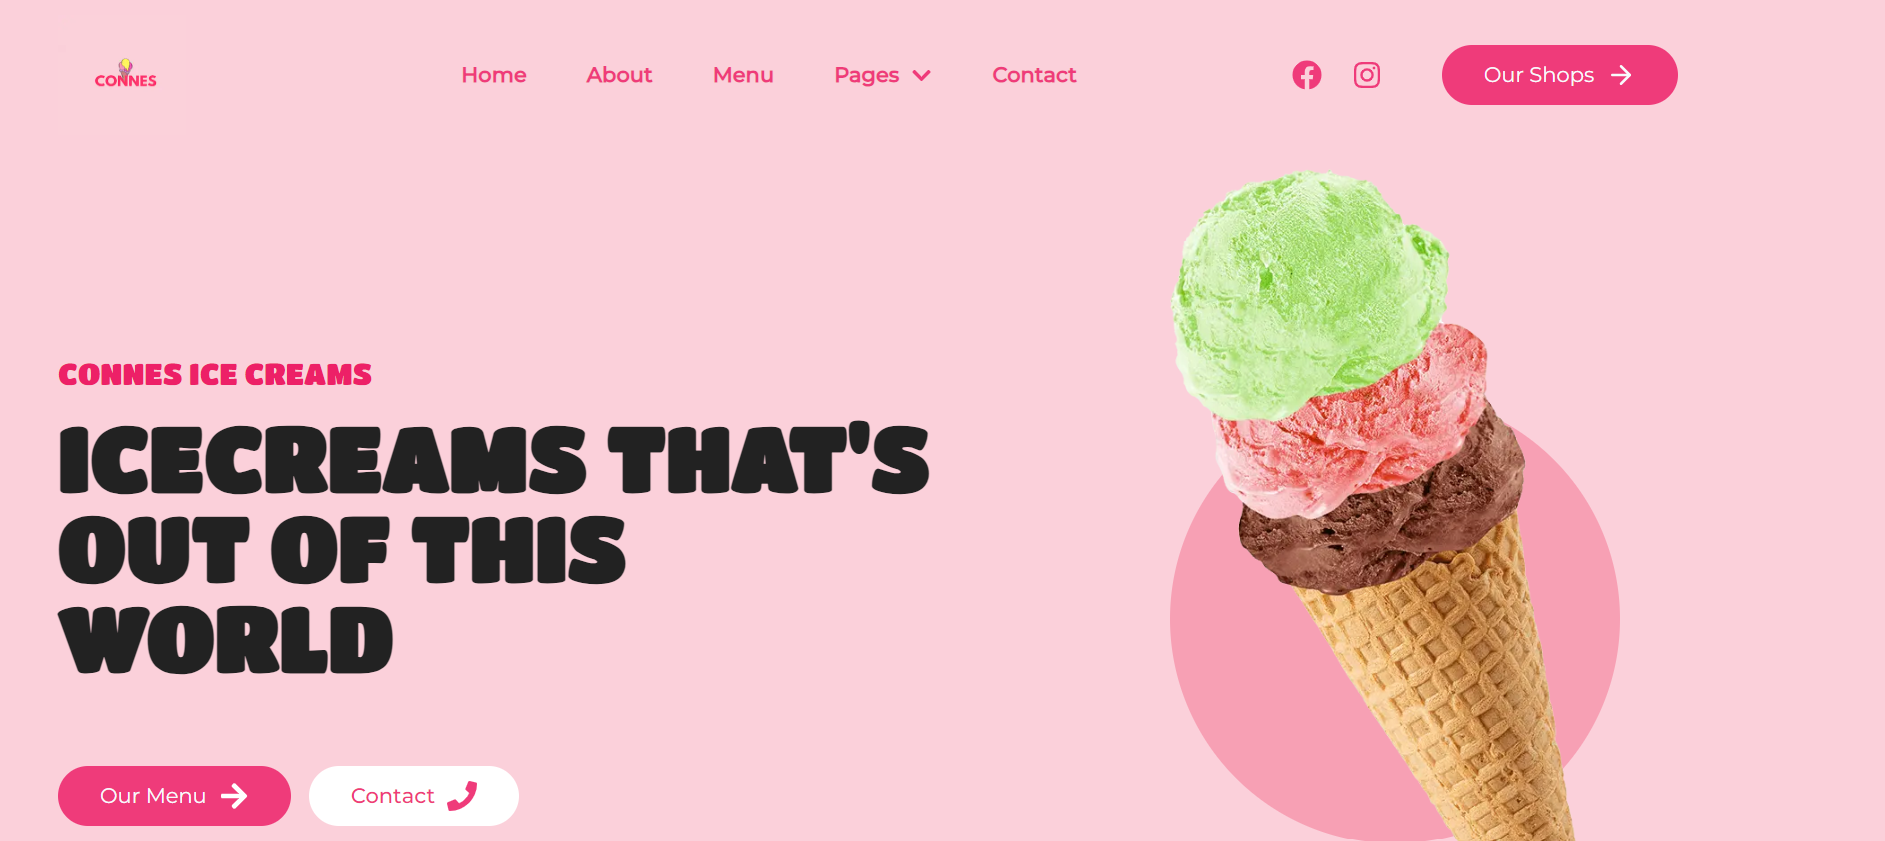 CONNES
Home
About
Menu
Pages
Contact
Our Shops
CONNES ICE CREAMS
ICECREAMS THAT'S
OUT OF THIS
WORLD
Our Menu
Contact